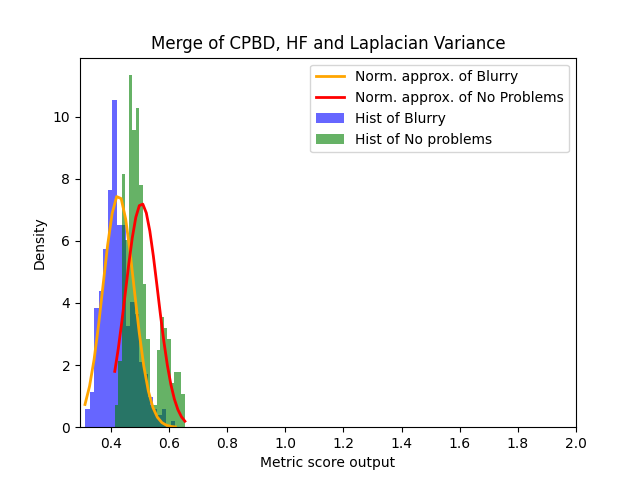 Merge of CPBD, HF and Laplacian Variance
Norm. approx. of Blurry
Norm. approx. of No Problems
Hist of Blurry
Hist of No problems
10
8
6
4
2
0
Density
0.4 0.6 0.8 1.0 1.2 1.4 1.6 1.8 2.0
Metric score output